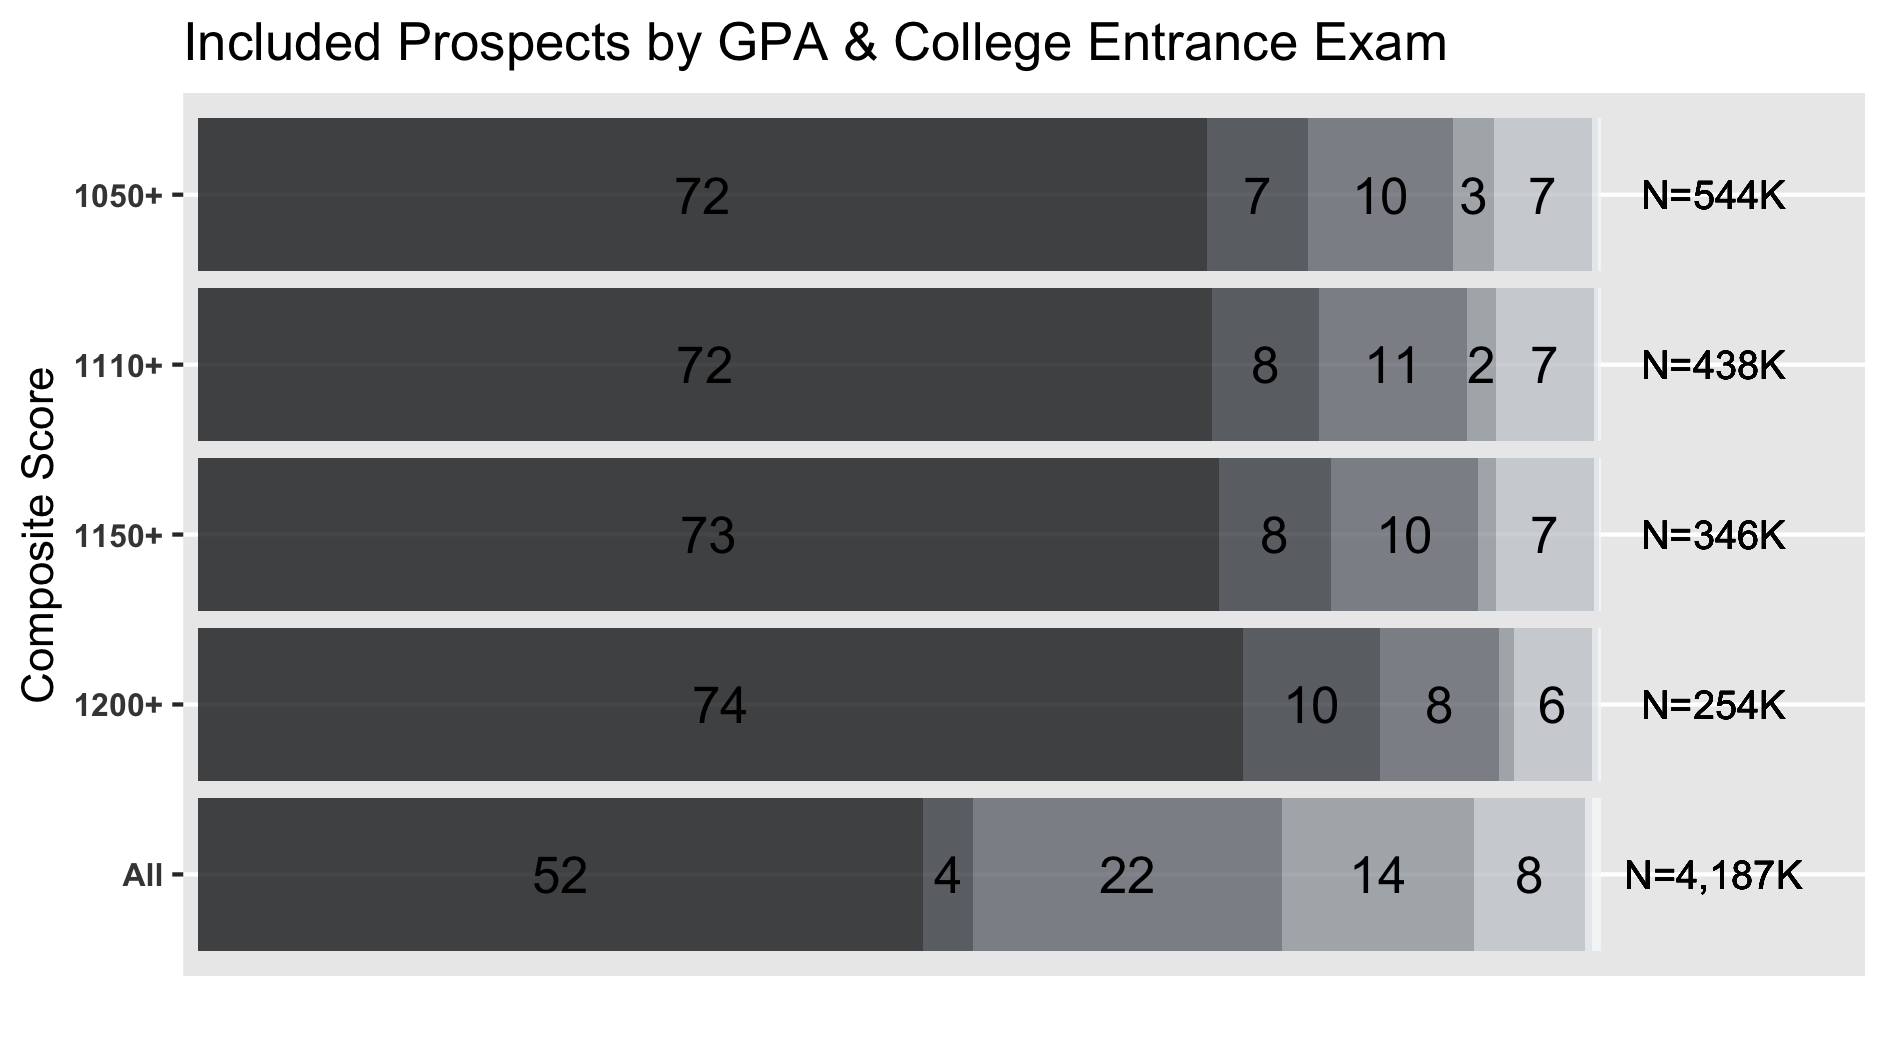 Included Prospects by GPA & College Entrance Exam
Composite Score
1050+ 72 7 10 3 7 N=544K
1110+ 72 8 11 2 7 N=438K
1150+ 73 8 10 7 N=346K
1200+ 74 10 8 6 N=254K
All 52 4 22 14 8 N=4,187K